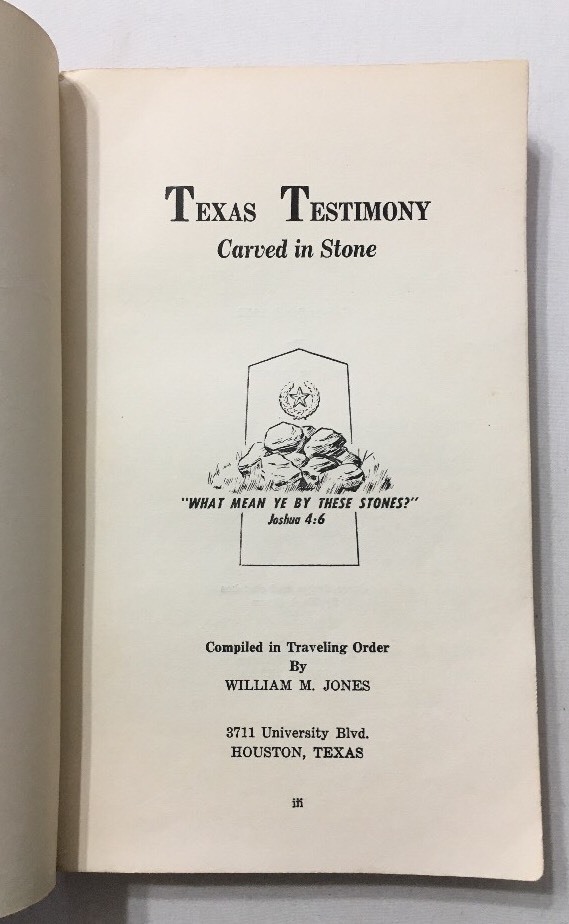 TEXAS TESTIMONY
Carved in Stone
"WHAT MEAN YE BY THESE STONES?"
Joshua 4:6
Compiled in Traveling Order
By
WILLIAM M. JONES
3711 University Blvd.
HOUSTON, TEXAS
iii